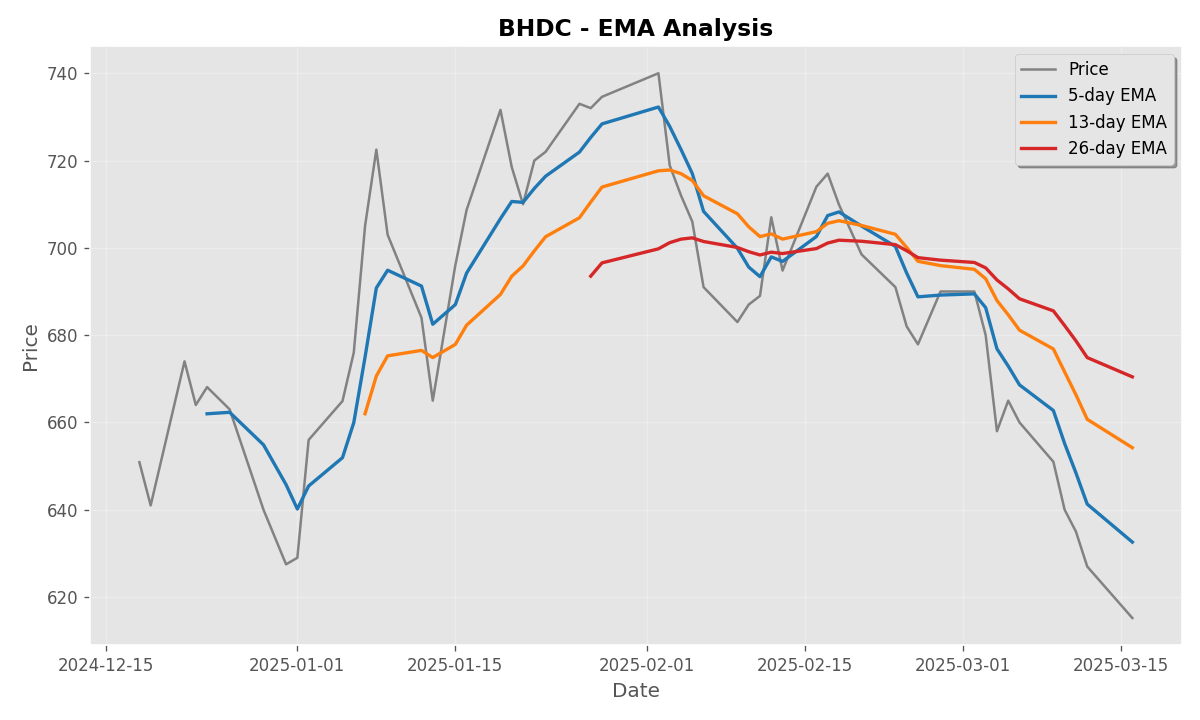 BHDC - EMA Analysis
Price
5-day EMA
13-day EMA
26-day EMA
Price
740
720
700
680
660
640
620
2024-12-15
2025-01-01
2025-01-15
2025-02-01
2025-02-15
2025-03-01
2025-03-15
Date